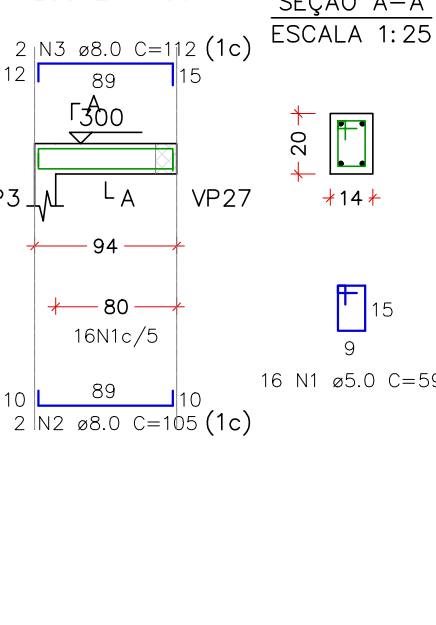 SEÇÃO A-A
ESCALA 1:25
2 N3 ø8.0 C=112 (1c)
12 89 15
A
300
20
A VP27
14
94
80
16N1c/5
15
9
16 N1 ø5.0 C=59
10 89 10
2 N2 ø8.0 C=105 (1c)